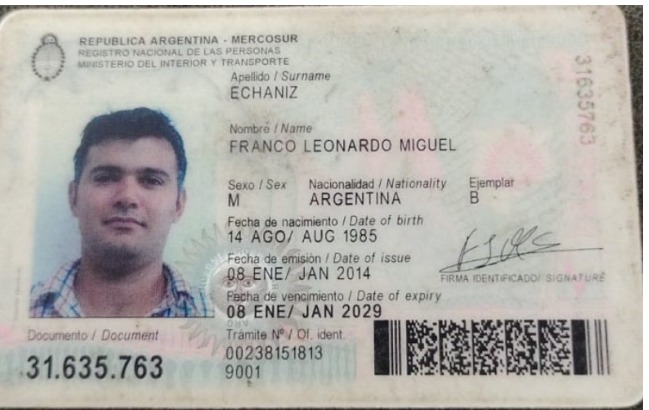 REPUBLICA ARGENTINA - MERCOSUR
REGISTRO NACIONAL DE LAS PERSONAS
MINISTERIO DEL INTERIOR Y TRANSPORTE
Apellido / Surname
ECHANIZ
Nombre / Name
FRANCO LEONARDO MIGUEL
Sexo / Sex Nacionalidad / Nationality Ejemplar
M ARGENTINA B
Fecha de nacimiento / Date of birth
14 AGO/ AUG 1985
Fecha de emisión / Date of issue
08 ENE/ JAN 2014
FIRMA IDENTIFICADO/ SIGNATURE
Fecha de vencimiento / Date of expiry
08 ENE/ JAN 2029
Documento / Document
31.635.763
Trámite Nº / Of. ident.
00238151813
9001
31635763